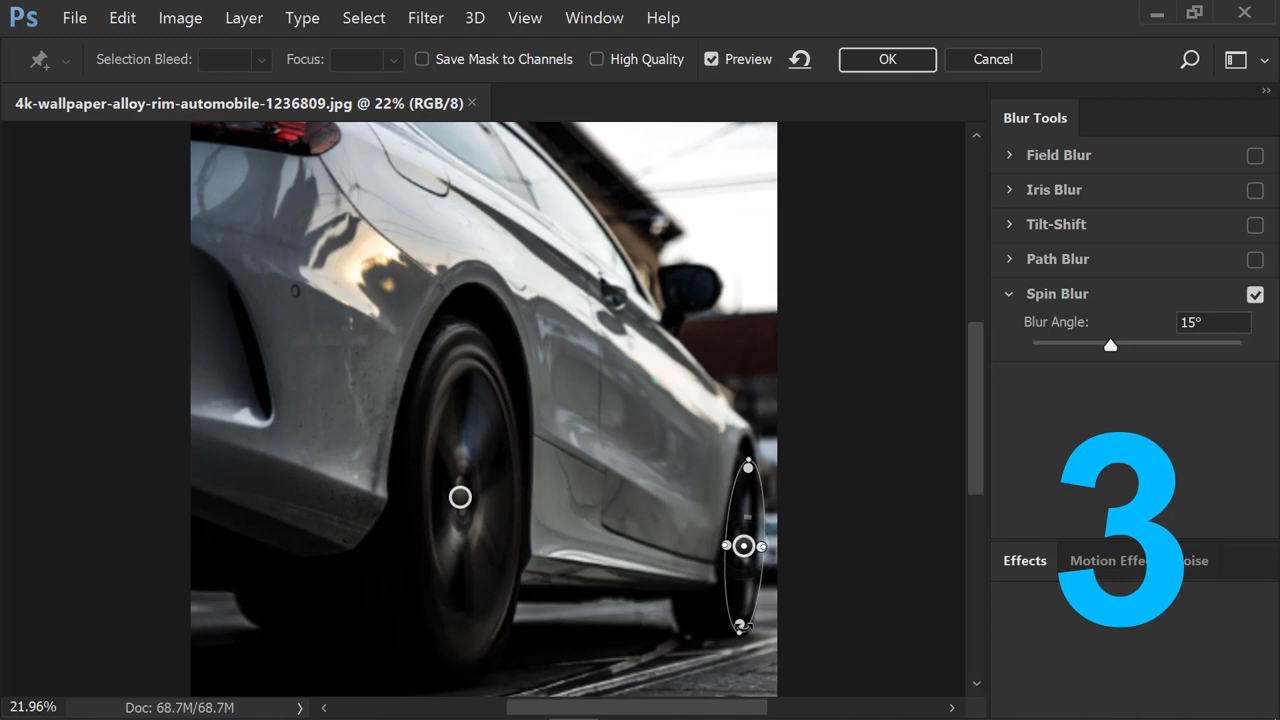 Ps File Edit Image Layer Type Select Filter 3D View Window Help
Selection Bleed: Focus: Save Mask to Channels High Quality Preview OK Cancel
4k-wallpaper-alloy-rim-automobile-1236809.jpg @ 22% (RGB/8)
Blur Tools
Field Blur
Iris Blur
Tilt-Shift
Path Blur
Spin Blur
Blur Angle: 15°
3
Effects Motion Effe oise
21.96% Doc: 68.7M/68.7M